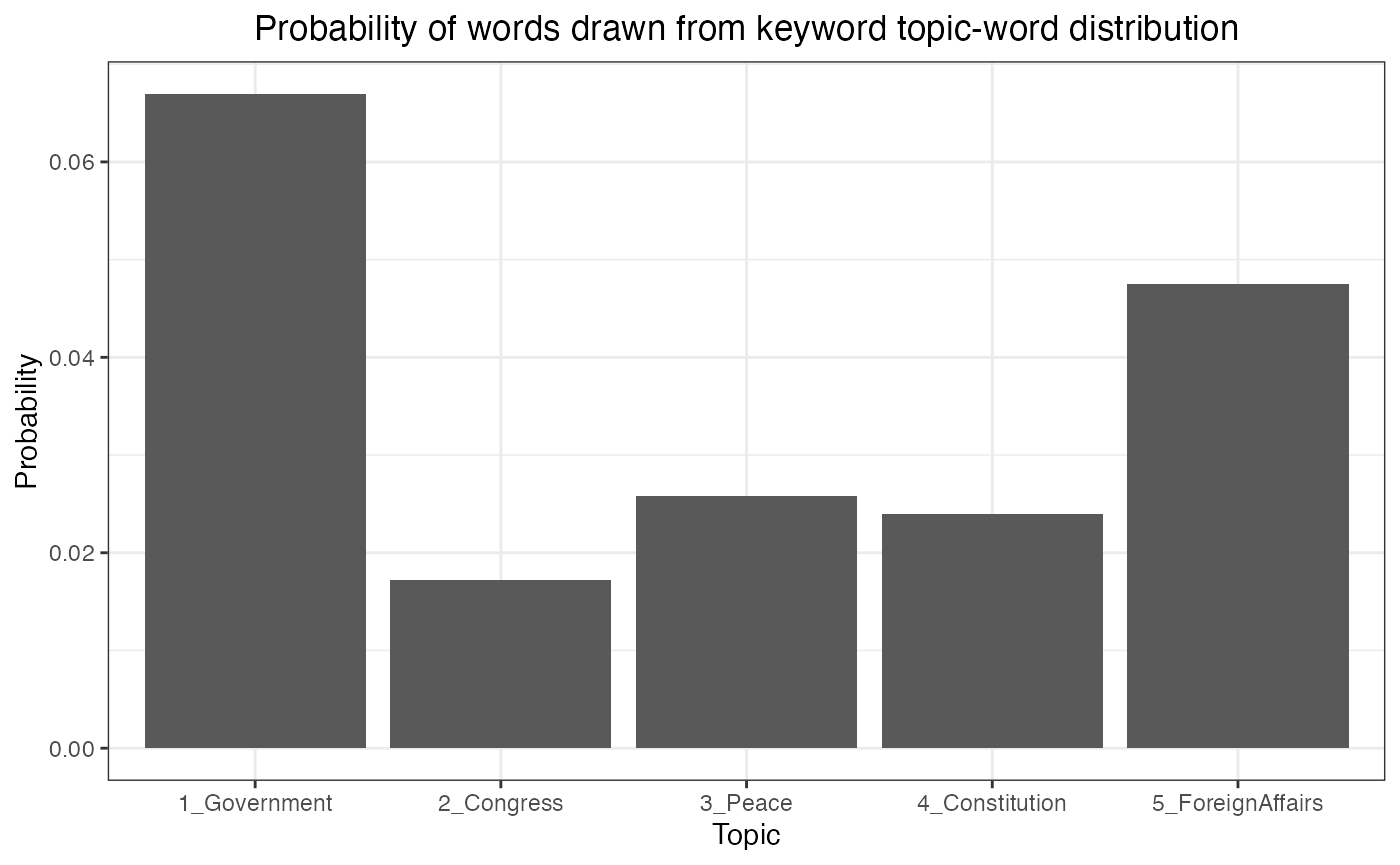 Probability of words drawn from keyword topic-word distribution
Probability
0.06
0.04
0.02
0.00
1_Government 2_Congress 3_Peace 4_Constitution 5_ForeignAffairs
Topic